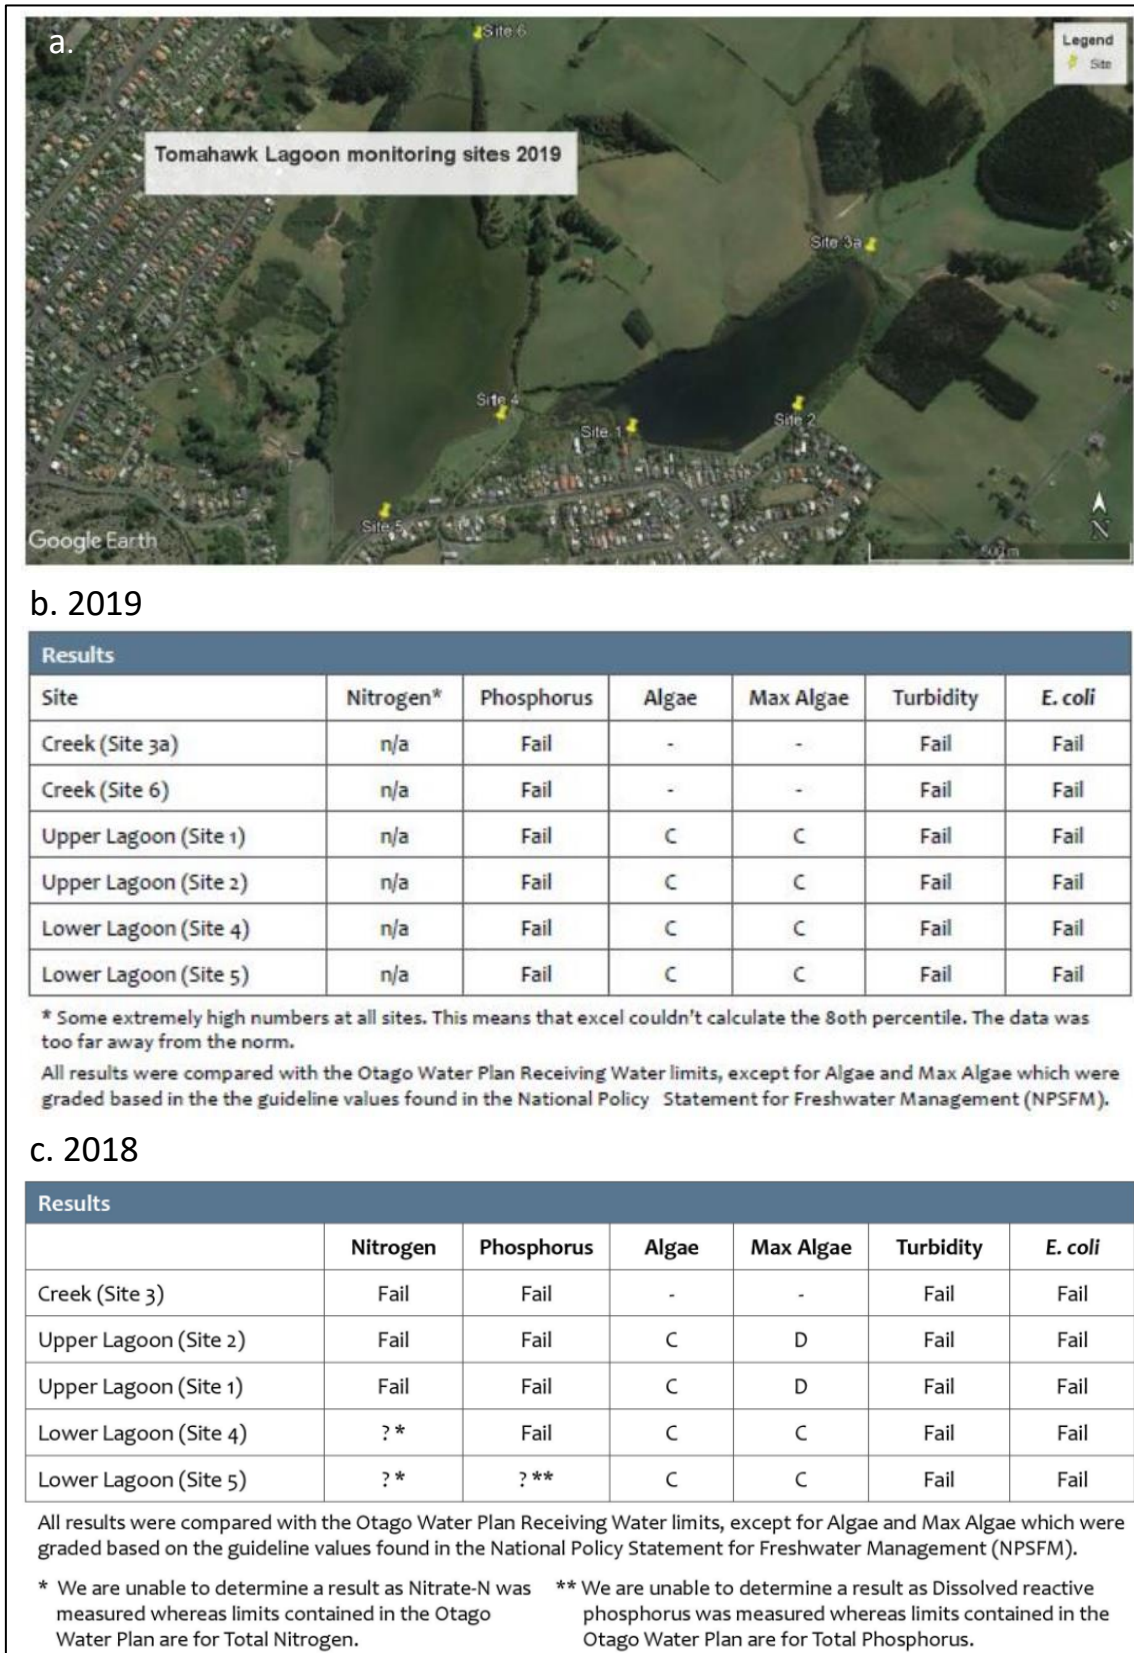 a.
Site 6
Legend
Site
Tomahawk Lagoon monitoring sites 2019
Site 3a
Site 4
Site 1
Site 2
Site 5
Google Earth
N
500 m
b. 2019
Results
Site Nitrogen* Phosphorus Algae Max Algae Turbidity E. coli
Creek (Site 3a) n/a Fail - - Fail Fail
Creek (Site 6) n/a Fail - - Fail Fail
Upper Lagoon (Site 1) n/a Fail C C Fail Fail
Upper Lagoon (Site 2) n/a Fail C C Fail Fail
Lower Lagoon (Site 4) n/a Fail C C Fail Fail
Lower Lagoon (Site 5) n/a Fail C C Fail Fail
* Some extremely high numbers at all sites. This means that excel couldn't calculate the 80th percentile. The data was
too far away from the norm.
All results were compared with the Otago Water Plan Receiving Water limits, except for Algae and Max Algae which were
graded based in the the guideline values found in the National Policy Statement for Freshwater Management (NPSFM).
c. 2018
Results
Nitrogen Phosphorus Algae Max Algae Turbidity E. coli
Creek (Site 3) Fail Fail - - Fail Fail
Upper Lagoon (Site 2) Fail Fail C D Fail Fail
Upper Lagoon (Site 1) Fail Fail C D Fail Fail
Lower Lagoon (Site 4) ? * Fail C C Fail Fail
Lower Lagoon (Site 5) ? * ? ** C C Fail Fail
All results were compared with the Otago Water Plan Receiving Water limits, except for Algae and Max Algae which were
graded based on the guideline values found in the National Policy Statement for Freshwater Management (NPSFM).
* We are unable to determine a result as Nitrate-N was
measured whereas limits contained in the Otago
Water Plan are for Total Nitrogen.
** We are unable to determine a result as Dissolved reactive
phosphorus was measured whereas limits contained in the
Otago Water Plan are for Total Phosphorus.